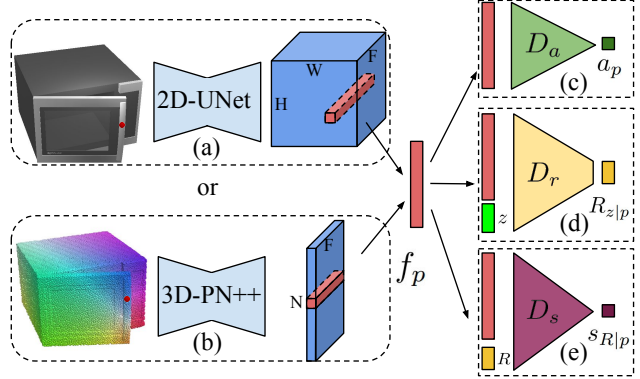 F
W
H
2D-UNet
(a)
or
F
N
3D-PN++
(b)
f_p
D_a
a_p
(c)
D_r
z
R_{z|p}
(d)
D_s
R
s_{R|p}
(e)